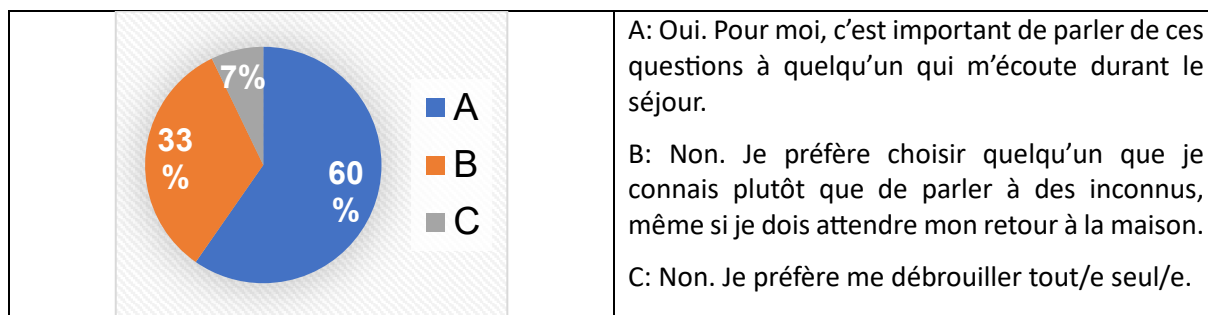 7%
33
%
60
%
A
B
C
A: Oui. Pour moi, c’est important de parler de ces
questions à quelqu’un qui m’écoute durant le
séjour.
B: Non. Je préfère choisir quelqu’un que je
connais plutôt que de parler à des inconnus,
même si je dois attendre mon retour à la maison.
C: Non. Je préfère me débrouiller tout/e seul/e.